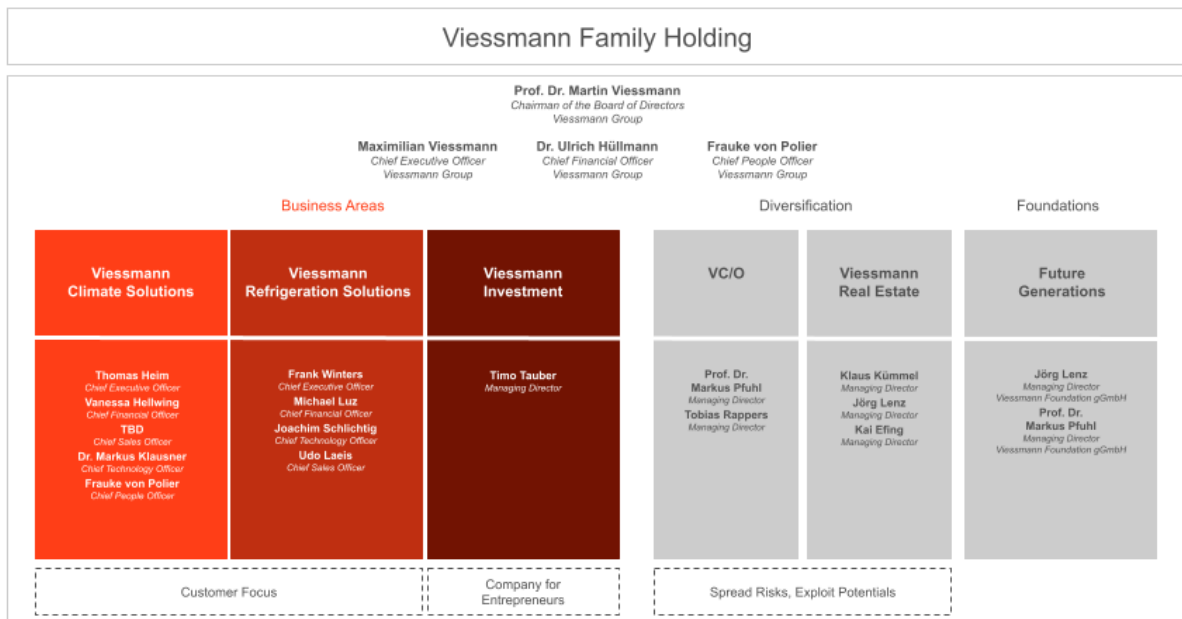 Viessmann Family Holding
Prof. Dr. Martin Viessmann
Chairman of the Board of Directors
Viessmann Group
Maximilian Viessmann
Chief Executive Officer
Viessmann Group
Dr. Ulrich Hüllmann
Chief Financial Officer
Viessmann Group
Frauke von Polier
Chief People Officer
Viessmann Group
Business Areas
Diversification
Foundations
Viessmann
Climate Solutions
Thomas Heim
Chief Executive Officer
Vanessa Hellwing
Chief Financial Officer
TBD
Chief Sales Officer
Dr. Markus Klausner
Chief Technology Officer
Frauke von Polier
Chief People Officer
Viessmann
Refrigeration Solutions
Frank Winters
Chief Executive Officer
Michael Luz
Chief Financial Officer
Joachim Schlichtig
Chief Technology Officer
Udo Laeis
Chief Sales Officer
Viessmann
Investment
Timo Tauber
Managing Director
VC/O
Prof. Dr.
Markus Pfuhl
Managing Director
Tobias Rappers
Managing Director
Viessmann
Real Estate
Klaus Kümmel
Managing Director
Jörg Lenz
Managing Director
Kai Efing
Managing Director
Future
Generations
Jörg Lenz
Managing Director
Viessmann Foundation gGmbH
Prof. Dr.
Markus Pfuhl
Managing Director
Viessmann Foundation gGmbH
Customer Focus
Company for
Entrepreneurs
Spread Risks, Exploit Potentials